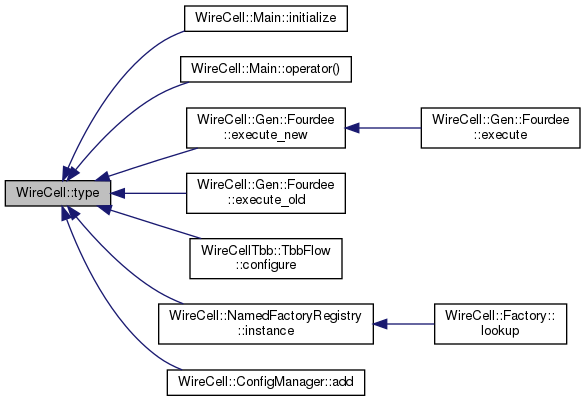 WireCell::Main::initialize
WireCell::Main::operator()
WireCell::Gen::Fourdee
::execute_new
WireCell::Gen::Fourdee
::execute
WireCell::type
WireCell::Gen::Fourdee
::execute_old
WireCellTbb::TbbFlow
::configure
WireCell::NamedFactoryRegistry
::instance
WireCell::Factory::
lookup
WireCell::ConfigManager::add